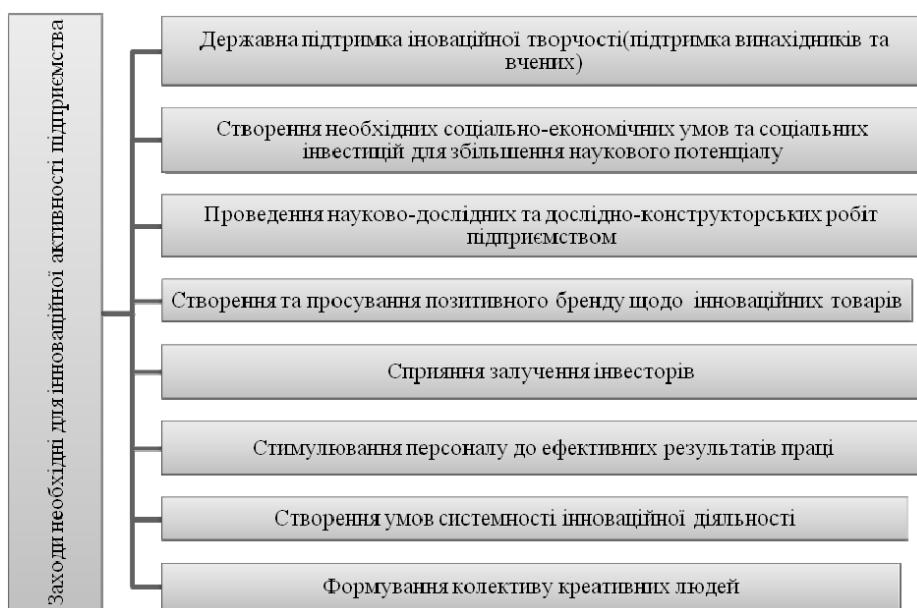 Заходи необхідні для інноваційної активності підприємства
Державна підтримка іноваційної творчості(підтримка винахідників та
вчених)
Створення необхідних соціально-економічних умов та соціальних
інвестицій для збільшення наукового потенціалу
Проведення науково-дослідних та дослідно-конструкторських робіт
підприємством
Створення та просування позитивного бренду щодо інноваційних товарів
Сприяння залучення інвесторів
Стимулювання персоналу до ефективних результатів праці
Створення умов системності інноваційної діяльності
Формування колективу креативних людей